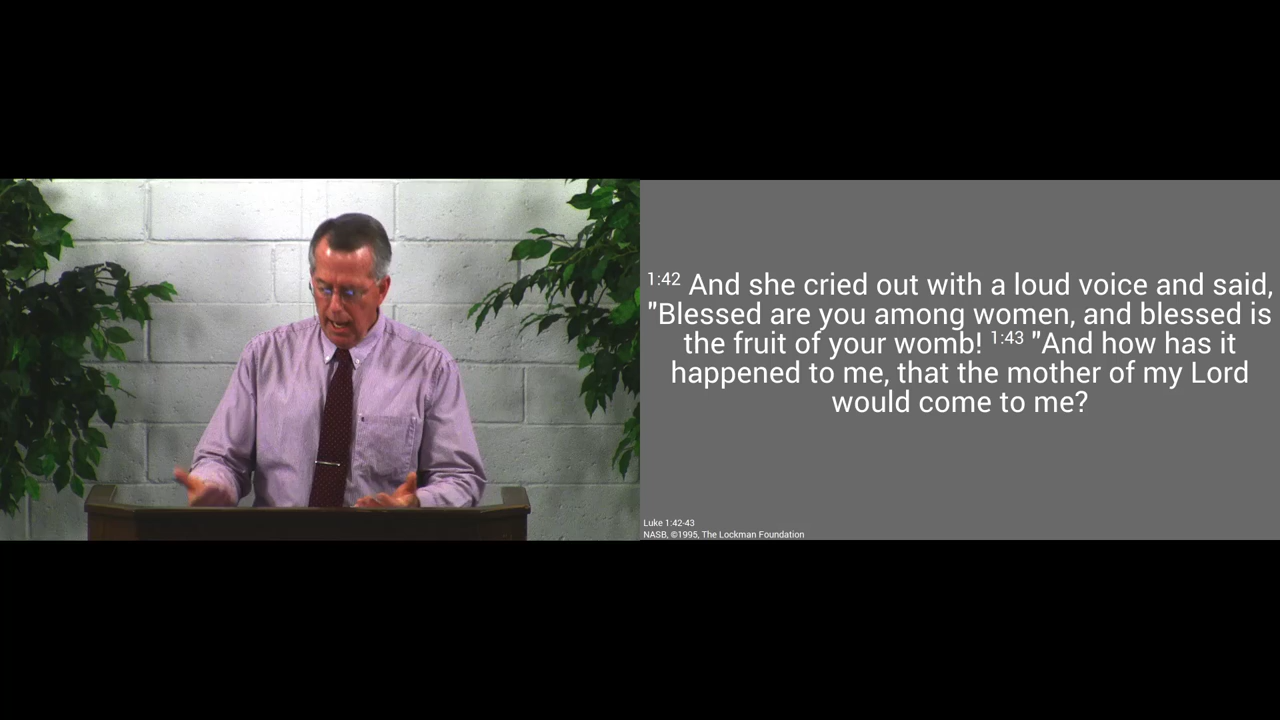 1:42 And she cried out with a loud voice and said,
"Blessed are you among women, and blessed is
the fruit of your womb! 1:43 "And how has it
happened to me, that the mother of my Lord
would come to me?
Luke 1:42-43
NASB, ©1995, The Lockman Foundation